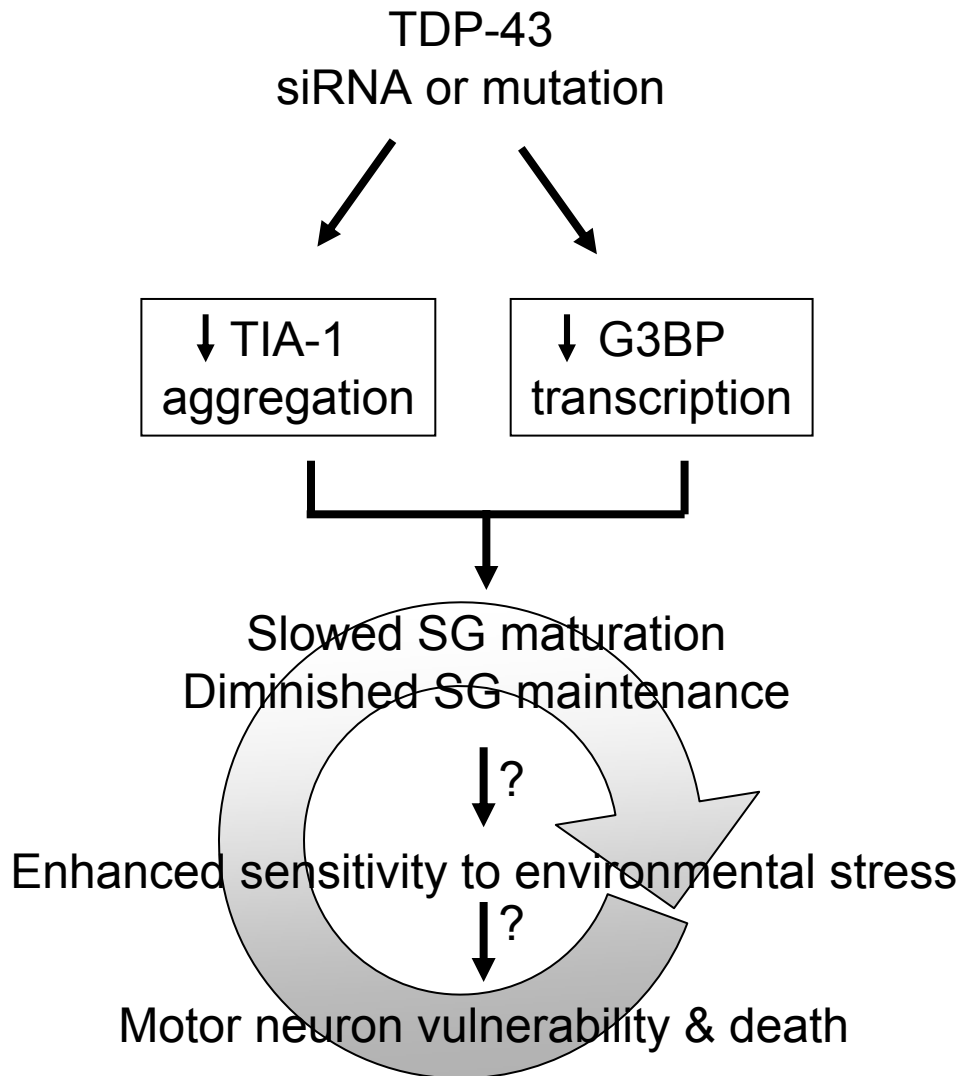 TDP-43
siRNA or mutation
↓ TIA-1
aggregation
↓ G3BP
transcription
Slowed SG maturation
Diminished SG maintenance
?
Enhanced sensitivity to environmental stress
?
Motor neuron vulnerability & death